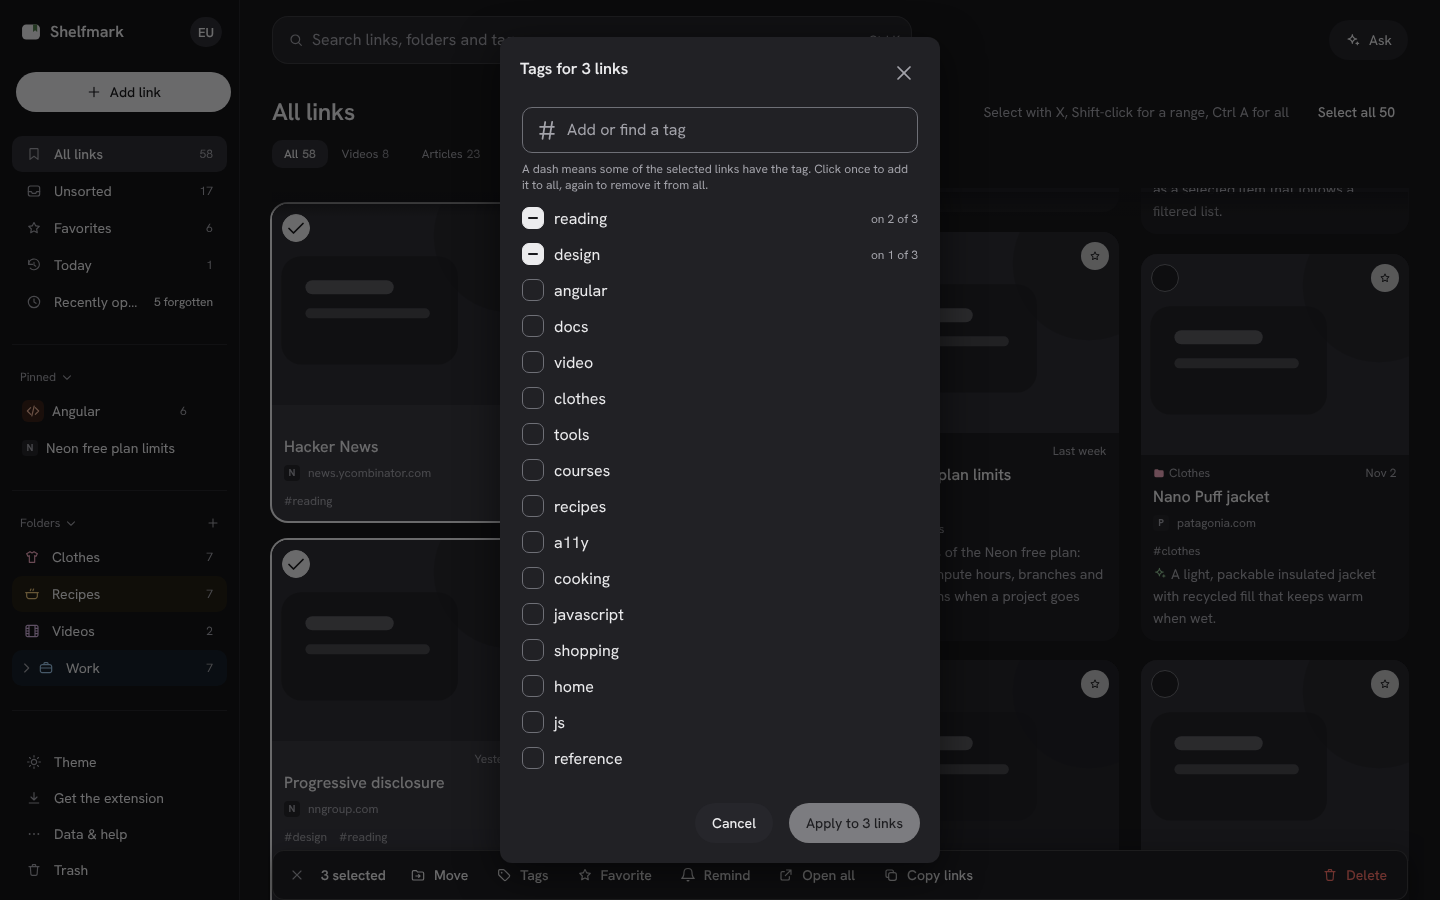 Shelfmark
EU
Search links, folders and
Ask
Add link
All links
Select with X, Shift-click for a range, Ctrl A for all
Select all 50
All 58
Videos 8
Articles 23
All links 58
Unsorted 17
Favorites 6
Today 1
Recently op... 5 forgotten
Pinned
Angular 6
N Neon free plan limits
Folders
Clothes 7
Recipes 7
Videos 2
Work 7
Theme
Get the extension
Data & help
Trash
Hacker News
N news.ycombinator.com
#reading
Progressive disclosure
N nngroup.com
#design #reading
Tags for 3 links
# Add or find a tag
A dash means some of the selected links have the tag. Click once to add
it to all, again to remove it from all.
reading on 2 of 3
design on 1 of 3
angular
docs
video
clothes
tools
courses
recipes
a11y
cooking
javascript
shopping
home
js
reference
Cancel
Apply to 3 links
Last week
plan limits
of the Neon free plan:
hours, branches and
when a project goes
as a selected item that follows a
filtered list.
Clothes Nov 2
Nano Puff jacket
P patagonia.com
#clothes
A light, packable insulated jacket
with recycled fill that keeps warm
when wet.
3 selected
Move
Tags
Favorite
Remind
Open all
Copy links
Delete